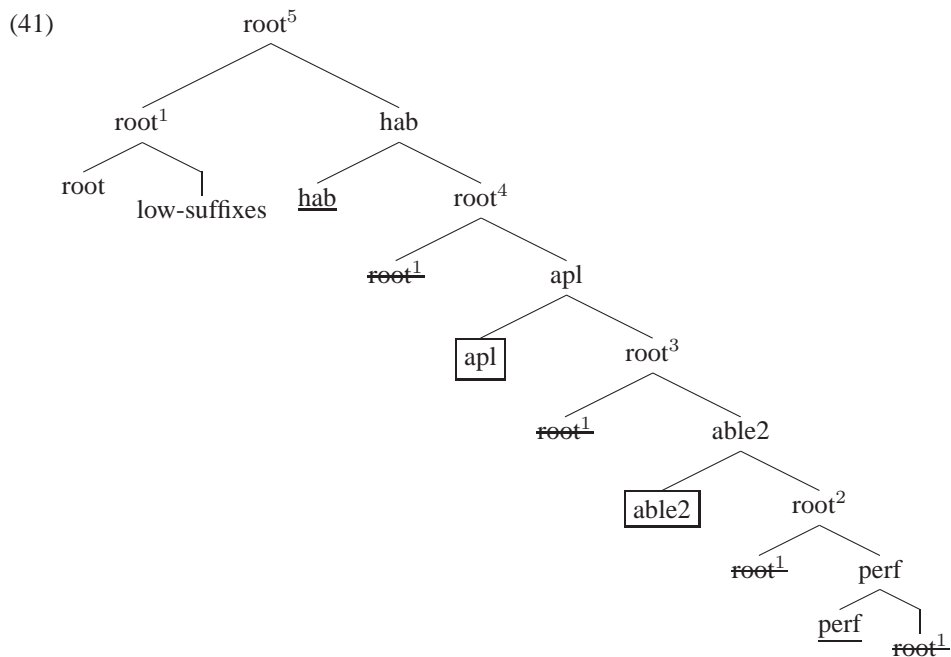 (41) root⁵
root¹ hab
root low-suffixes hab root⁴
root¹ apl
apl root³
root¹ able2
able2 root²
root¹ perf
perf root¹